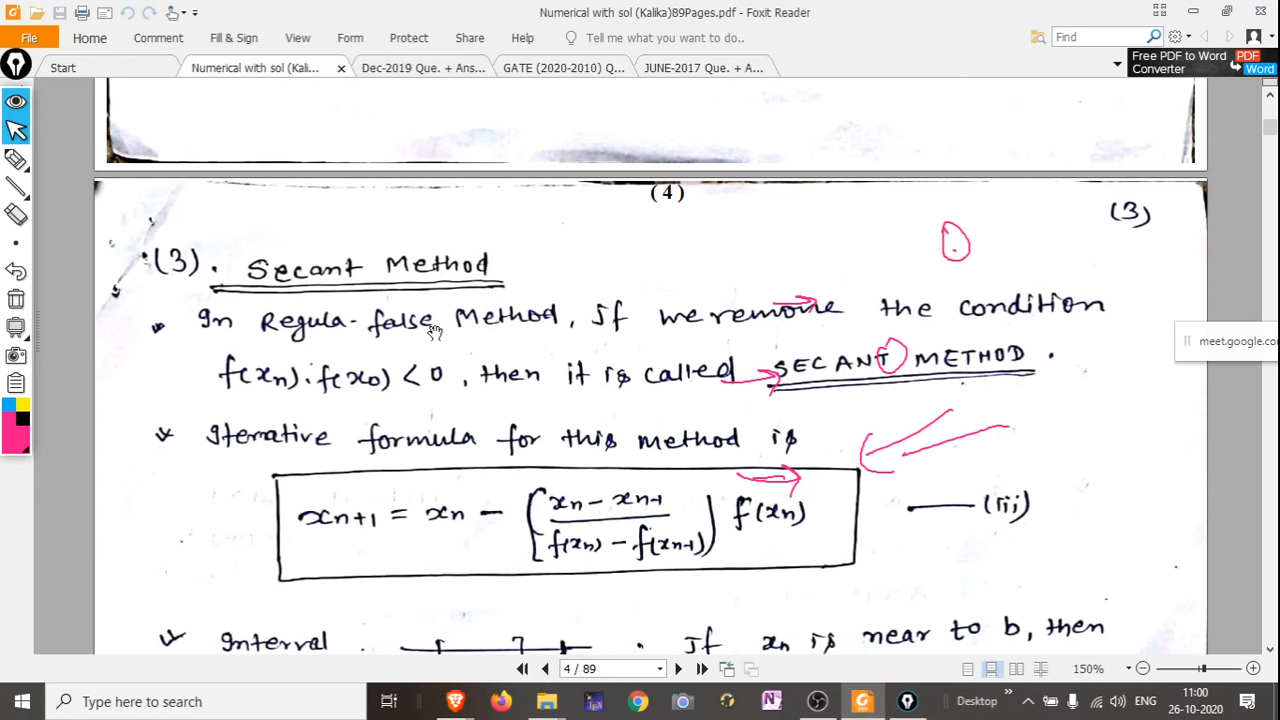 Numerical with sol (Kalika)89Pages.pdf - Foxit Reader
File Home Comment Fill & Sign View Form Protect Share Help Tell me what you want to do.. Find
Start Numerical with sol (Kalika)... Dec-2019 Que. + Ans... GATE (2020-2010) Q... JUNE-2017 Que. + A...
Free PDF to Word Converter
PDF
Word
(4)
(3)
(3). Secant Method
* In Regula-false Method, If we remove the condition
f(xn).f(x0) < 0, then it is called SECANT METHOD.
* Iterrative formula for this method is
xn+1 = xn - [(xn - xn-1)/(f(xn) - f(xn-1))] f(xn) —— (iii)
Interval . If xn is near to b, then
meet.google.co
4 / 89 150%
Type here to search
Desktop » ENG 11:00
26-10-2020